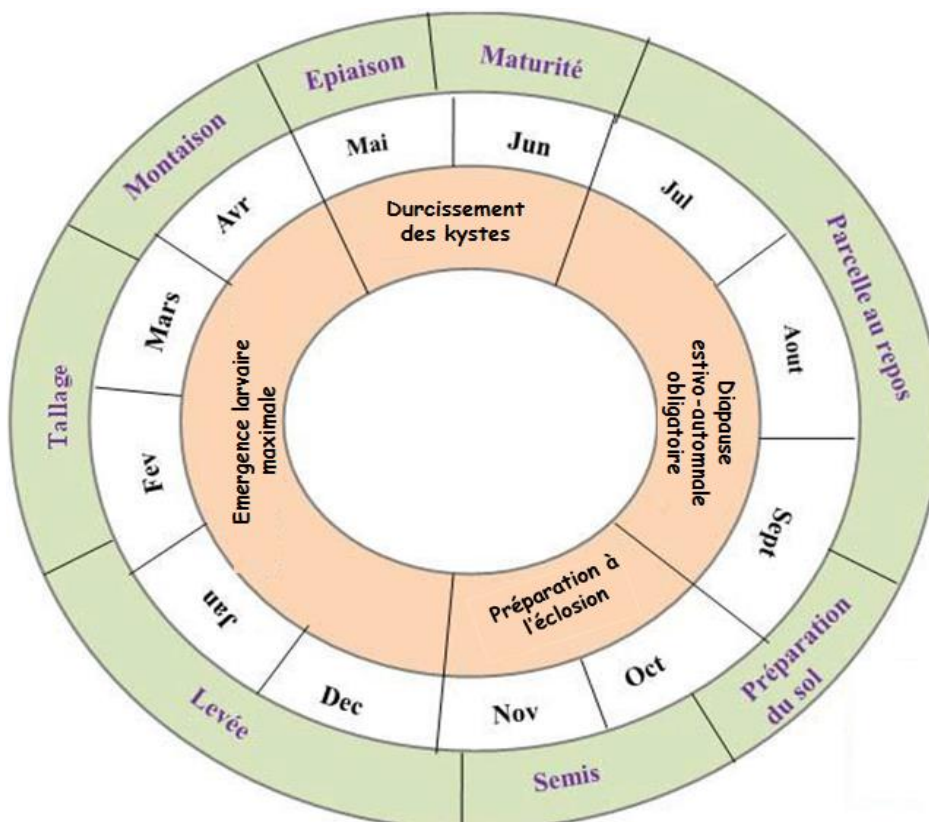 Epiaison
Maturité
Montaison
Mai
Jun
Avr
Jul
Durcissement
des kystes
Parcelle au repos
Mars
Aout
Tallage
Emergence larvaire
maximale
Diapause
estivo-automnale
obligatoire
Fev
Sept
Préparation à
l'éclosion
Jan
Préparation
du sol
Oct
Dec
Nov
Levée
Semis